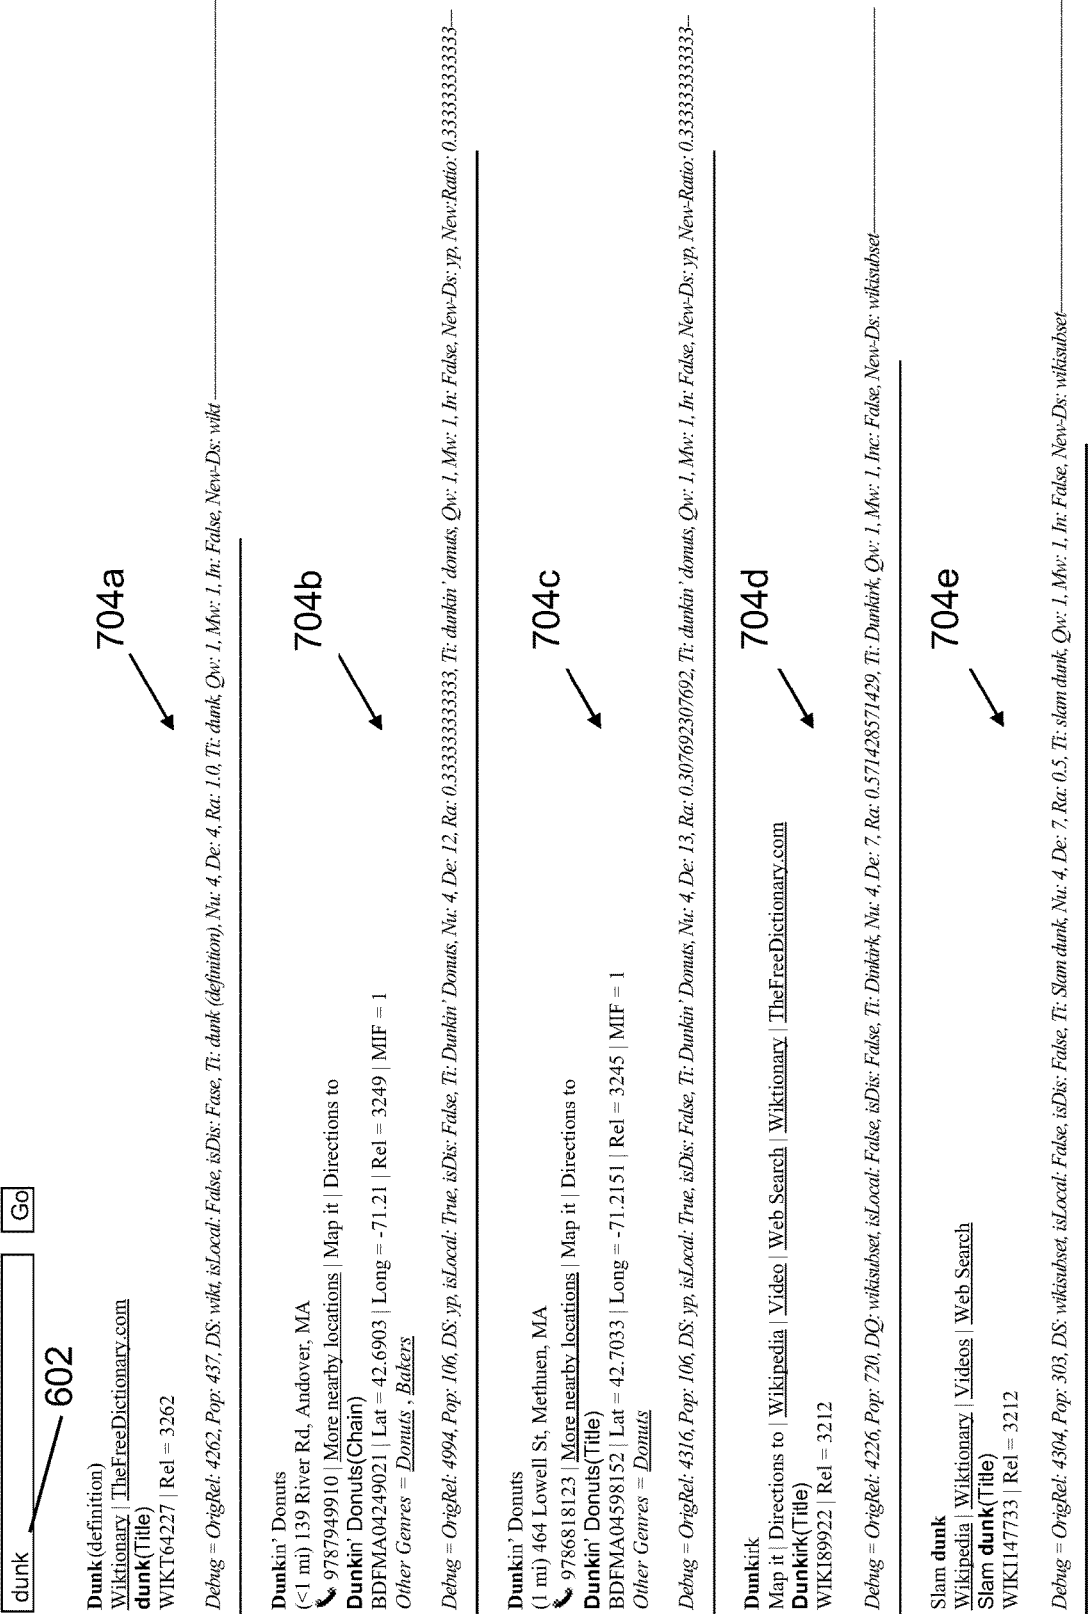 dunk Go
602
Dunk (definition)
Wiktionary | TheFreeDictionary.com
dunk(Title)
WIKT64227 | Rel = 3262
704a
Debug = OrigRel: 4262, Pop: 437, DS: wikt, isLocal: False, isDis: Fase, Ti: dunk (definition), Nu: 4, De: 4, Ra: 1.0, Ti: dunk, Qw: 1, Mw: 1, In: False, New-Ds: wikt
Dunkin' Donuts
(<1 mi) 139 River Rd, Andover, MA
9787949910 | More nearby locations | Map it | Directions to
Dunkin' Donuts(Chain)
BDFMA04249021 | Lat = 42.6903 | Long = -71.21 | Rel = 3249 | MIF = 1
Other Genres = Donuts , Bakers
704b
Debug = OrigRel: 4994, Pop: 106, DS: yp, isLocal: True, isDis: False, Ti: Dunkin' Donuts, Nu: 4, De: 12, Ra: 0.333333333333, Ti: dunkin' donuts, Qw: 1, Mw: 1, In: False, New-Ds: yp, New:Ratio: 0.333333333333
Dunkin' Donuts
(1 mi) 464 Lowell St, Methuen, MA
9786818123 | More nearby locations | Map it | Directions to
Dunkin' Donuts(Title)
BDFMA04598152 | Lat = 42.7033 | Long = -71.2151 | Rel = 3245 | MIF = 1
Other Genres = Donuts
704c
Debug = OrigRel: 4316, Pop: 106, DS: yp, isLocal: True, isDis: False, Ti: Dunkin' Donuts, Nu: 4, De: 13, Ra: 0.307692307692, Ti: dunkin' donuts, Qw: 1, Mw: 1, In: False, New-Ds: yp, New-Ratio: 0.333333333333
Dunkirk
Map it | Directions to | Wikipedia | Video | Web Search | Wiktionary | TheFreeDictionary.com
Dunkirk(Title)
WIKI89922 | Rel = 3212
704d
Debug = OrigRel: 4226, Pop: 720, DQ: wikisubset, isLocal: False, isDis: False, Ti: Dinkirk, Nu: 4, De: 7, Ra: 0.571428571429, Ti: Dunkirk, Qw: 1, Mw: 1, Inc: False, New-Ds: wikisubset
Slam dunk
Wikipedia | Wiktionary | Videos | Web Search
Slam dunk(Title)
WIKI147733 | Rel = 3212
704e
Debug = OrigRel: 4304, Pop: 303, DS: wikisubset, isLocal: False, isDis: False, Ti: Slam dunk, Nu: 4, De: 7, Ra: 0.5, Ti: slam dunk, Qw: 1, Mw: 1, In: False, New-Ds: wikisubset